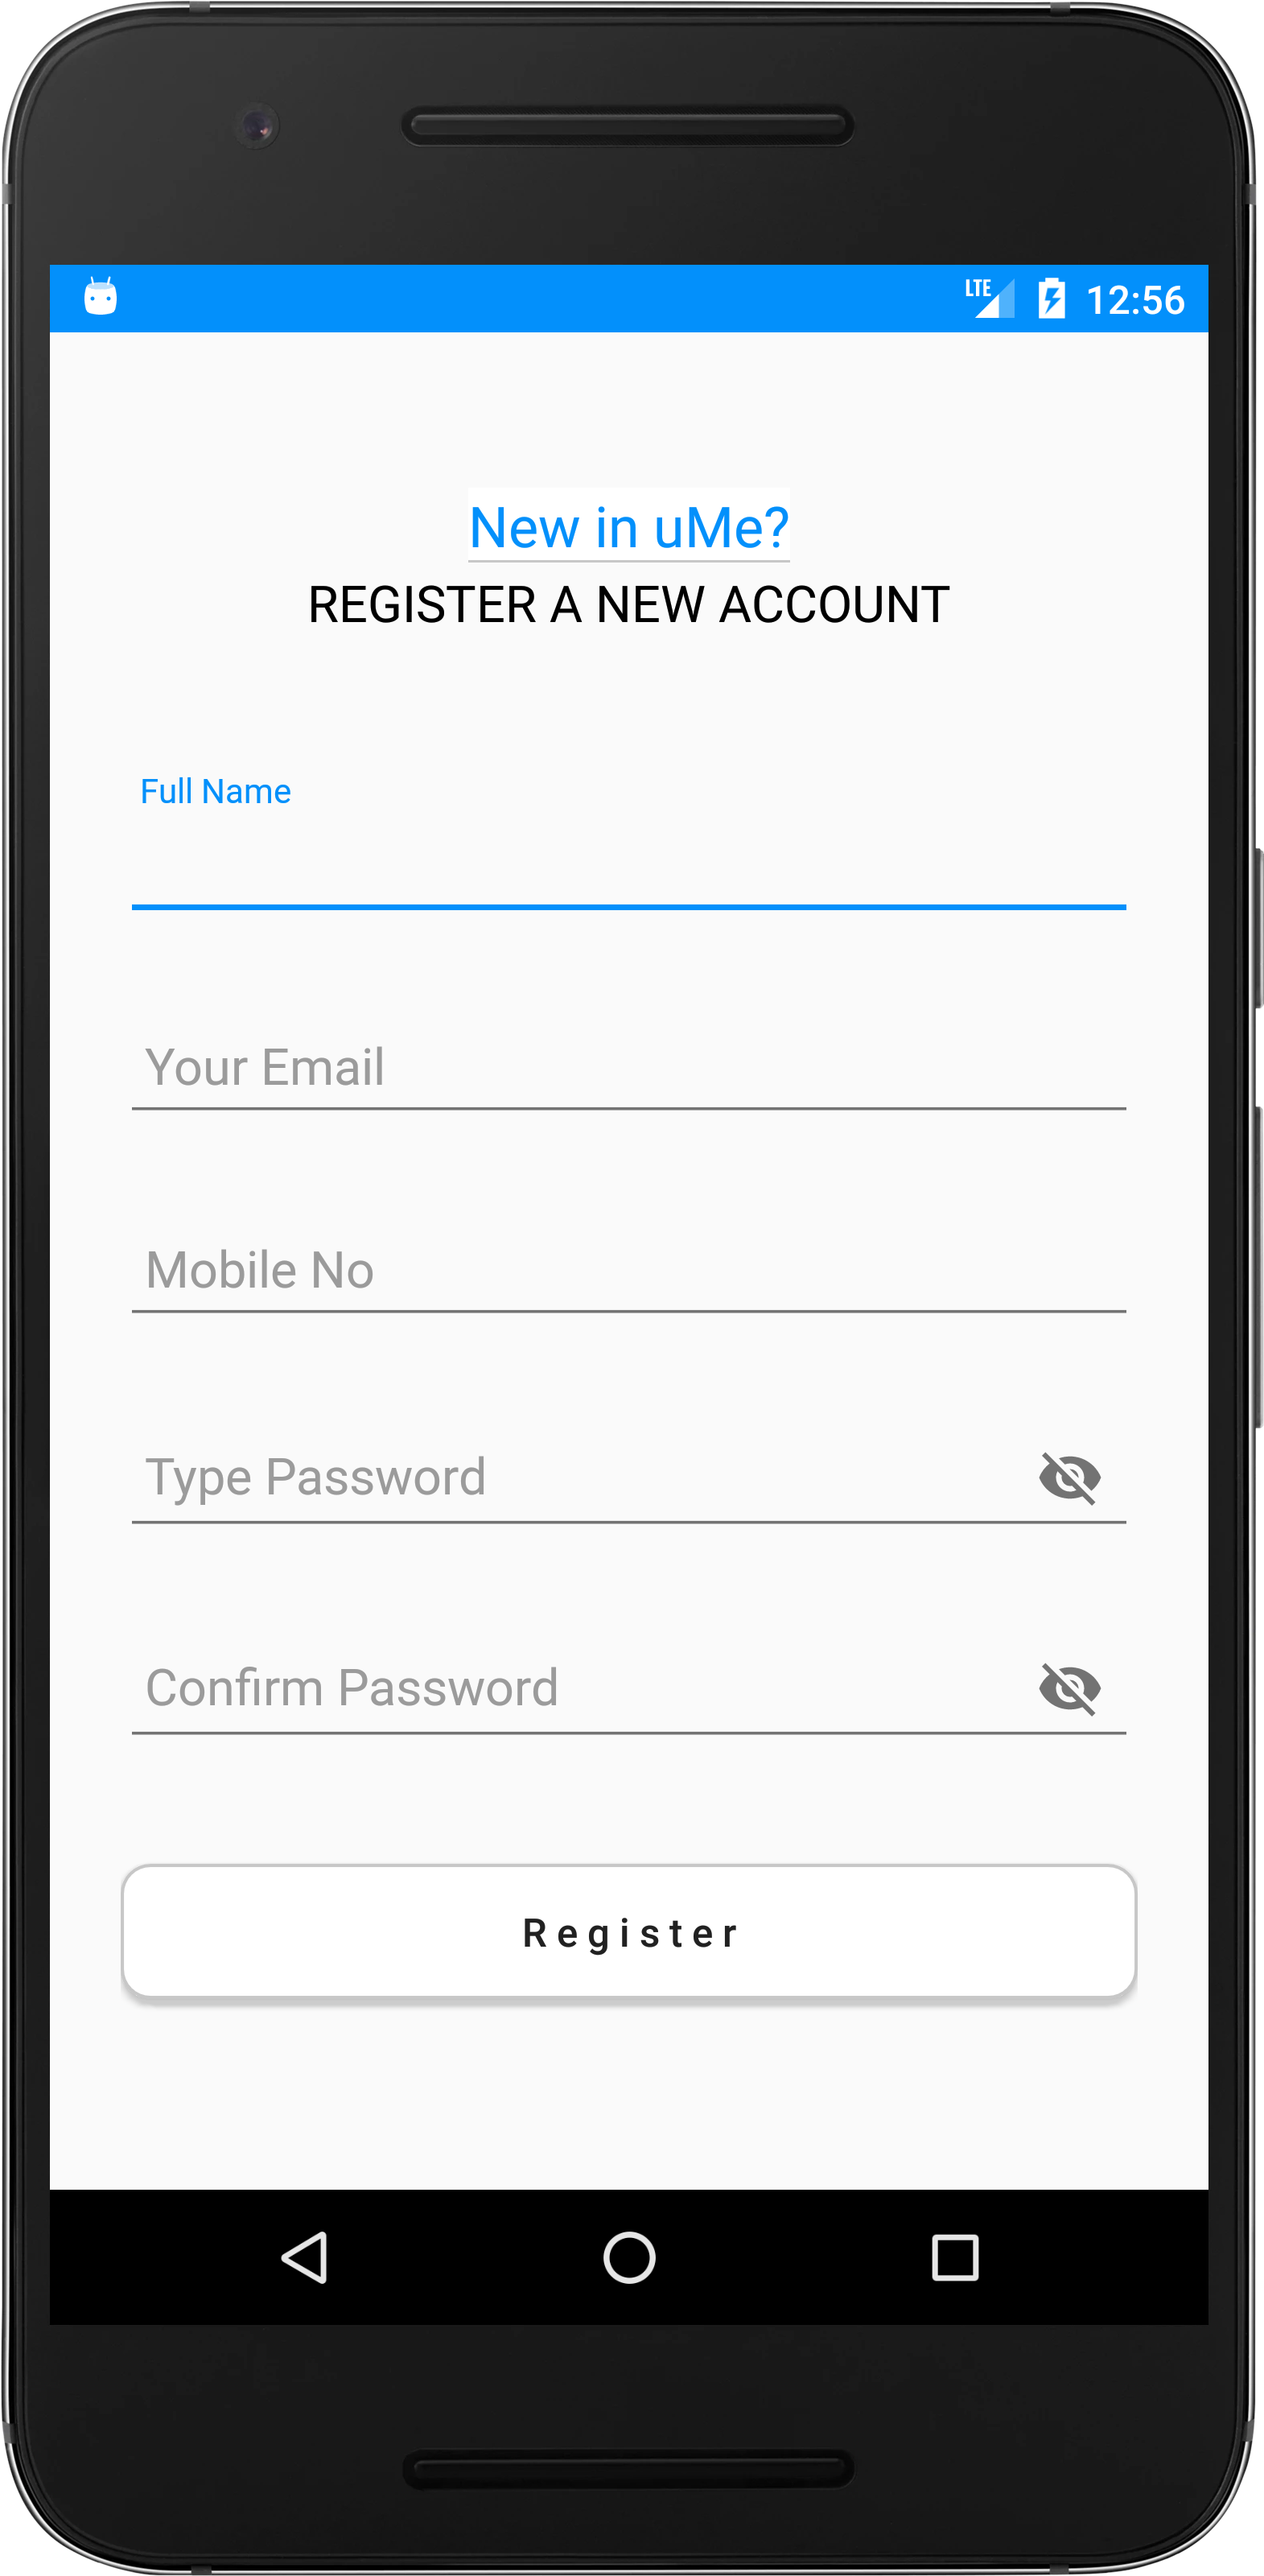 LTE 12:56
New in uMe?
REGISTER A NEW ACCOUNT
Full Name
Your Email
Mobile No
Type Password
Confirm Password
Register